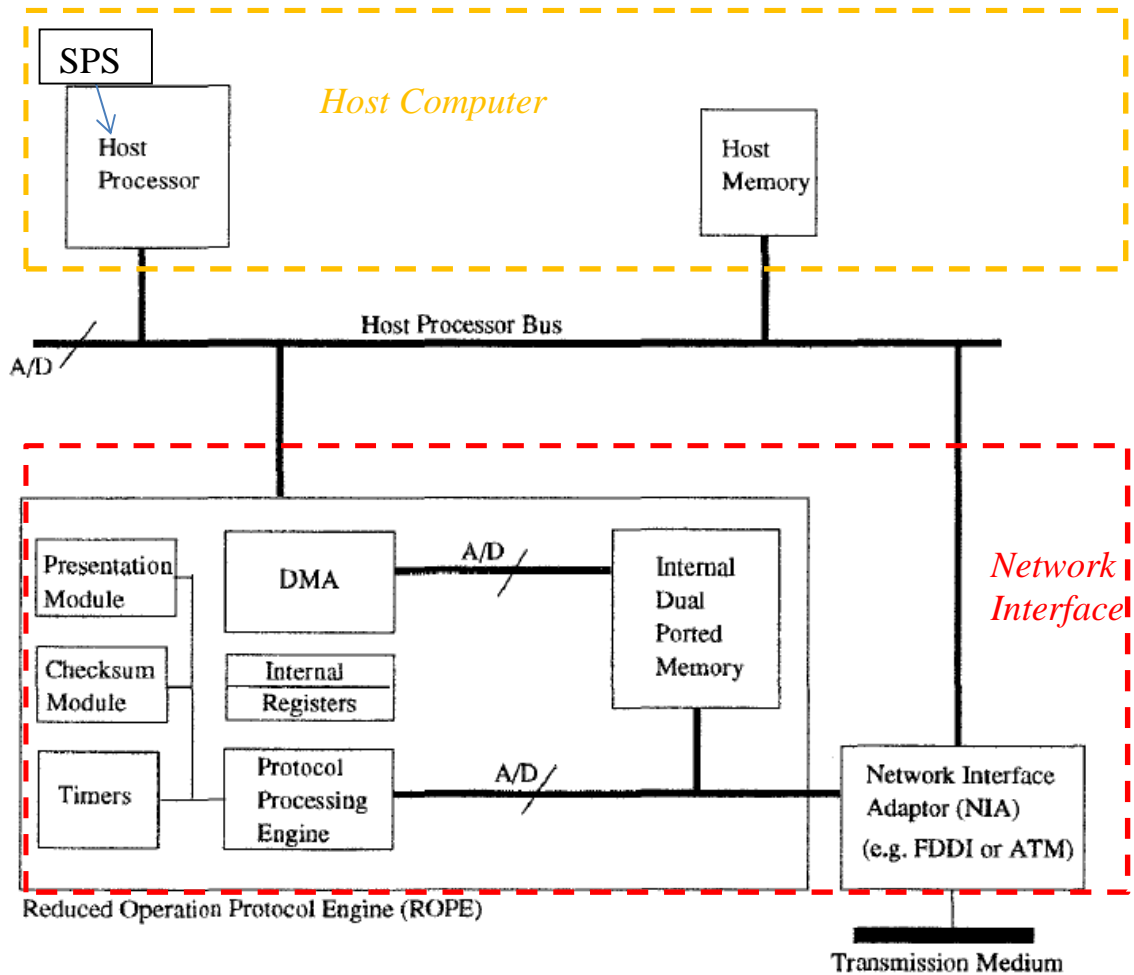 SPS
Host Computer
Host
Processor
Host
Memory
Host Processor Bus
A/D
Network
Interface
Presentation
Module
DMA
A/D
Internal
Dual
Ported
Memory
Checksum
Module
Internal
Registers
Timers
Protocol
Processing
Engine
A/D
Network Interface
Adaptor (NIA)
(e.g. FDDI or ATM)
Reduced Operation Protocol Engine (ROPE)
Transmission Medium